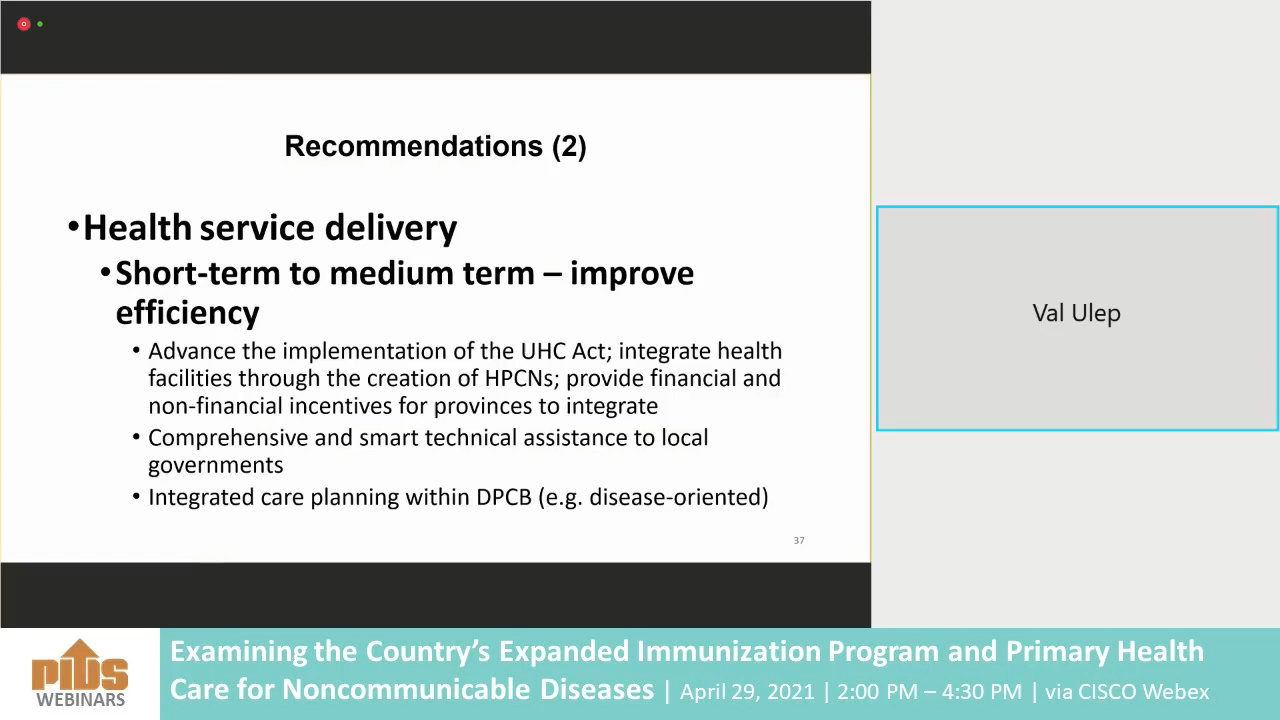 Recommendations (2)
•Health service delivery
•Short-term to medium term – improve
efficiency
• Advance the implementation of the UHC Act; integrate health
facilities through the creation of HPCNs; provide financial and
non-financial incentives for provinces to integrate
• Comprehensive and smart technical assistance to local
governments
• Integrated care planning within DPCB (e.g. disease-oriented)
37
Val Ulep
PIDS
WEBINARS
Examining the Country’s Expanded Immunization Program and Primary Health
Care for Noncommunicable Diseases | April 29, 2021 | 2:00 PM – 4:30 PM | via CISCO Webex